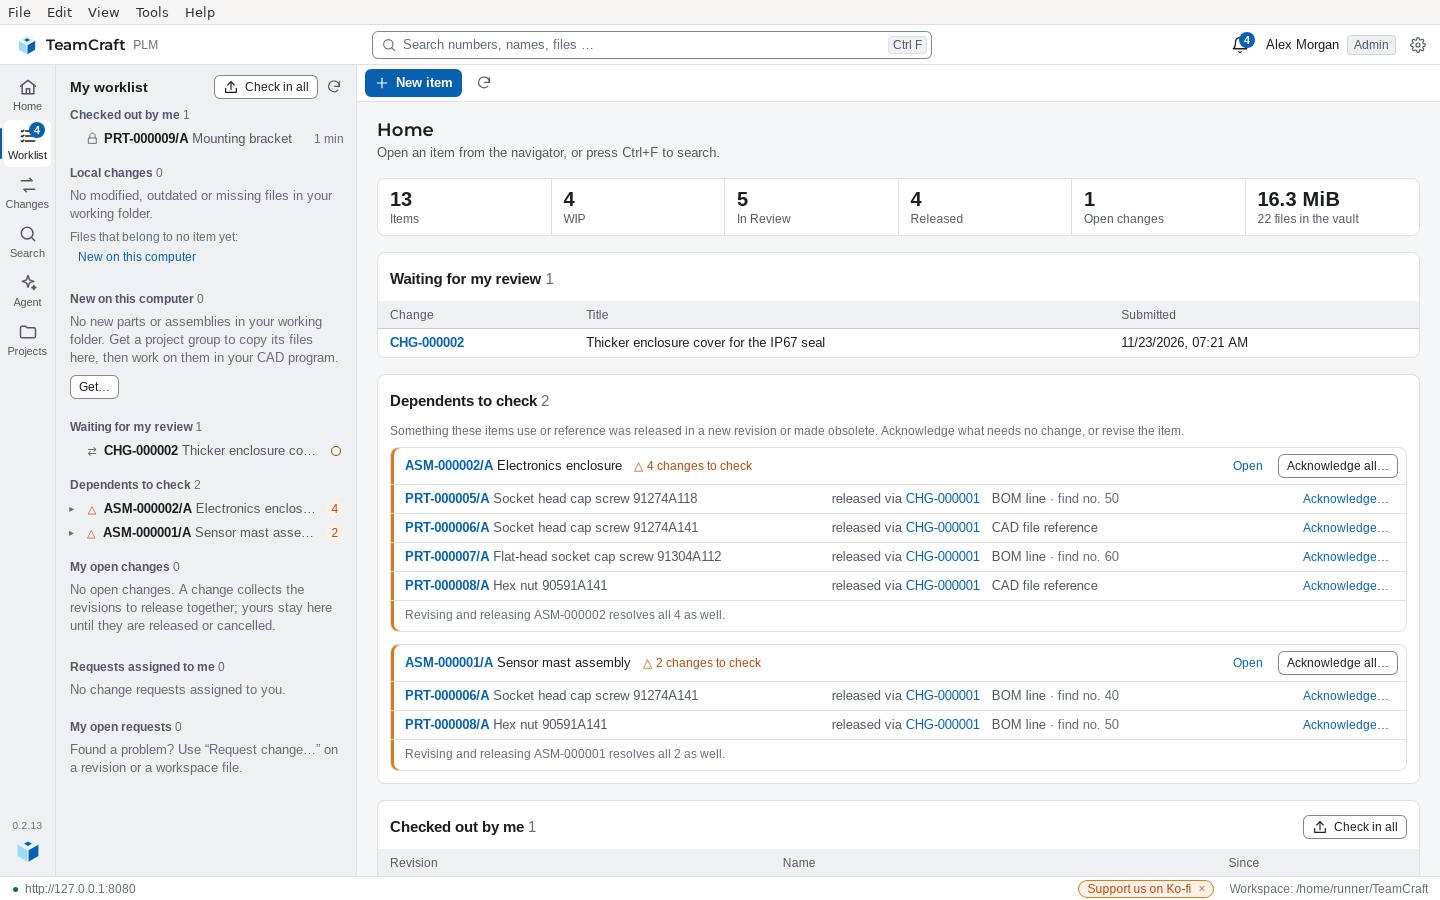 File Edit View Tools Help
TeamCraft PLM
Search numbers, names, files …
Ctrl F
4
Alex Morgan
Admin
Home
4
Worklist
Changes
Search
Agent
Projects
0.2.13
My worklist
Check in all
Checked out by me 1
PRT-000009/A Mounting bracket 1 min
Local changes 0
No modified, outdated or missing files in your
working folder.
Files that belong to no item yet:
New on this computer
New on this computer 0
No new parts or assemblies in your working
folder. Get a project group to copy its files
here, then work on them in your CAD program.
Get…
Waiting for my review 1
CHG-000002 Thicker enclosure co…
Dependents to check 2
ASM-000002/A Electronics enclos… 4
ASM-000001/A Sensor mast asse… 2
My open changes 0
No open changes. A change collects the
revisions to release together; yours stay here
until they are released or cancelled.
Requests assigned to me 0
No change requests assigned to you.
My open requests 0
Found a problem? Use “Request change…” on
a revision or a workspace file.
New item
Home
Open an item from the navigator, or press Ctrl+F to search.
13
Items
4
WIP
5
In Review
4
Released
1
Open changes
16.3 MiB
22 files in the vault
Waiting for my review 1
Change Title Submitted
CHG-000002 Thicker enclosure cover for the IP67 seal 11/23/2026, 07:21 AM
Dependents to check 2
Something these items use or reference was released in a new revision or made obsolete. Acknowledge what needs no change, or revise the item.
ASM-000002/A Electronics enclosure △ 4 changes to check Open Acknowledge all…
PRT-000005/A Socket head cap screw 91274A118 released via CHG-000001 BOM line · find no. 50 Acknowledge…
PRT-000006/A Socket head cap screw 91274A141 released via CHG-000001 CAD file reference Acknowledge…
PRT-000007/A Flat-head socket cap screw 91304A112 released via CHG-000001 BOM line · find no. 60 Acknowledge…
PRT-000008/A Hex nut 90591A141 released via CHG-000001 CAD file reference Acknowledge…
Revising and releasing ASM-000002 resolves all 4 as well.
ASM-000001/A Sensor mast assembly △ 2 changes to check Open Acknowledge all…
PRT-000006/A Socket head cap screw 91274A141 released via CHG-000001 BOM line · find no. 40 Acknowledge…
PRT-000008/A Hex nut 90591A141 released via CHG-000001 BOM line · find no. 50 Acknowledge…
Revising and releasing ASM-000001 resolves all 2 as well.
Checked out by me 1
Check in all
Revision Name Since
http://127.0.0.1:8080
Support us on Ko-fi ×
Workspace: /home/runner/TeamCraft